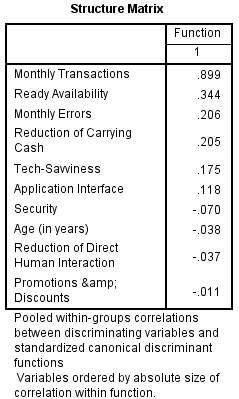 Structure Matrix
Function
1
Monthly Transactions .899
Ready Availability .344
Monthly Errors .206
Reduction of Carrying
Cash .205
Tech-Savviness .175
Application Interface .118
Security -.070
Age (in years) -.038
Reduction of Direct
Human Interaction -.037
Promotions &amp;
Discounts -.011
Pooled within-groups correlations
between discriminating variables and
standardized canonical discriminant
functions
Variables ordered by absolute size of
correlation within function.